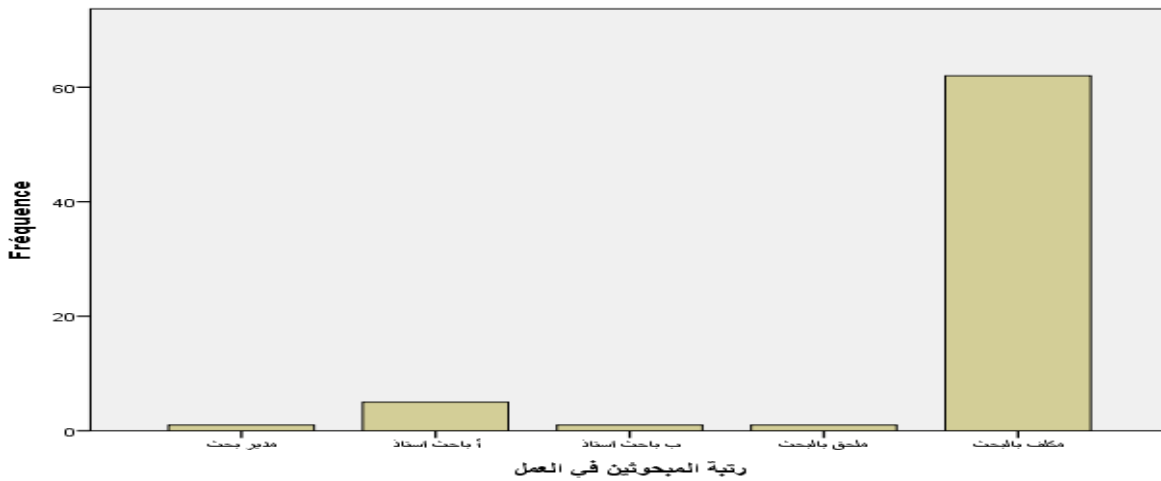 60
40
20
0
Fréquence
مدير بحث
أ باحث استاذ
ب باحث استاذ
ملحق بالبحث
مكلف بالبحث
رتبة المبحوثين في العمل